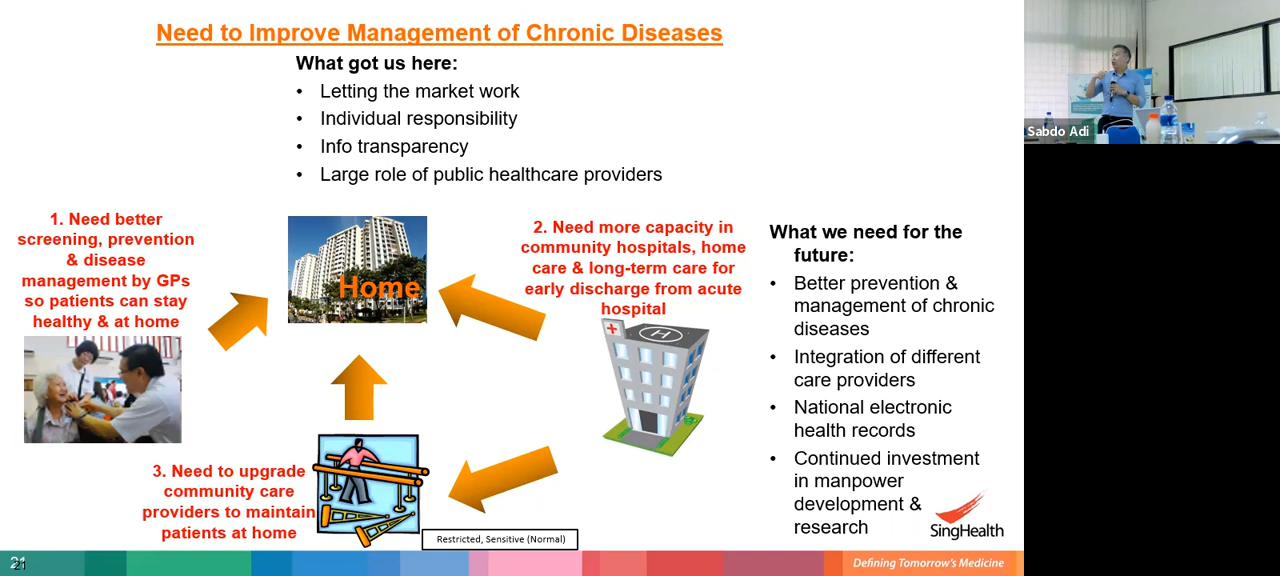 Need to Improve Management of Chronic Diseases
What got us here:
• Letting the market work
• Individual responsibility
• Info transparency
• Large role of public healthcare providers
1. Need better
screening, prevention
& disease
management by GPs
so patients can stay
healthy & at home
Home
2. Need more capacity in
community hospitals, home
care & long-term care for
early discharge from acute
hospital
H
3. Need to upgrade
community care
providers to maintain
patients at home
What we need for the
future:
• Better prevention &
management of chronic
diseases
• Integration of different
care providers
• National electronic
health records
• Continued investment
in manpower
development &
research
SingHealth
Restricted, Sensitive (Normal)
21
Defining Tomorrow's Medicine
Sabdo Adi